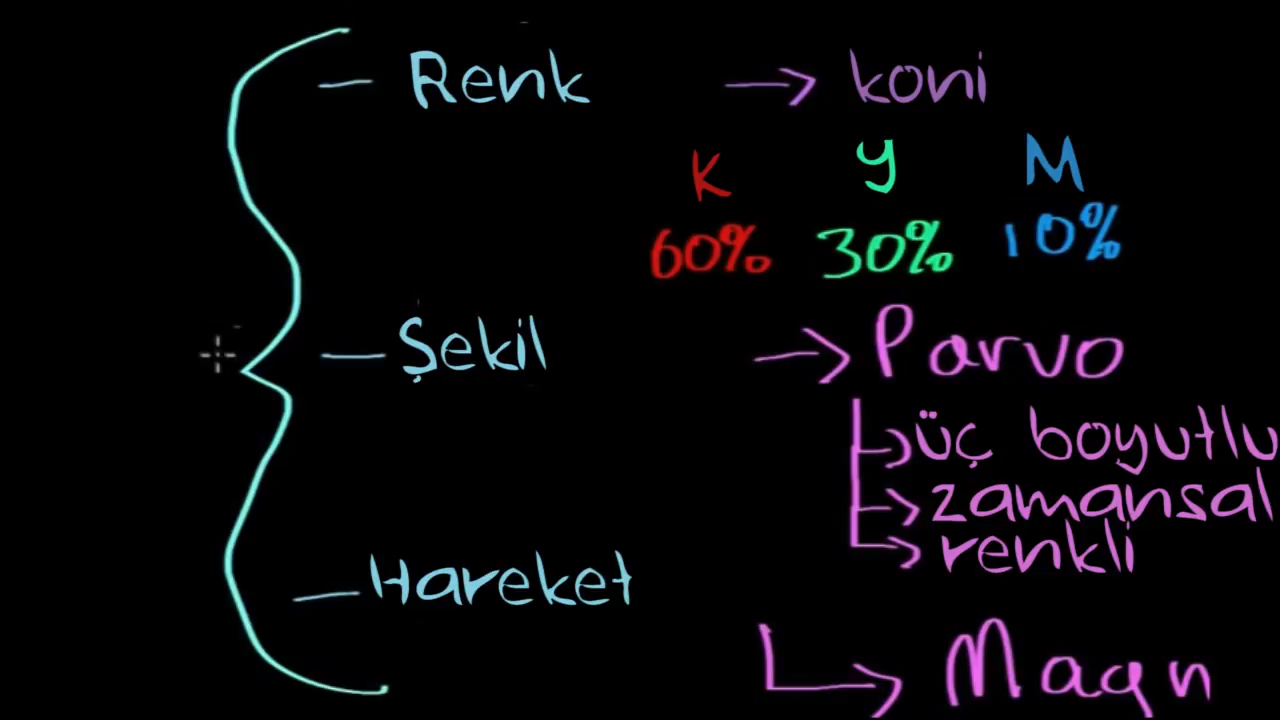 Renk → koni
K y M
60% 30% 10%
Şekil → Parvo
üç boyutlu
zamansal
renkli
Hareket
Magn